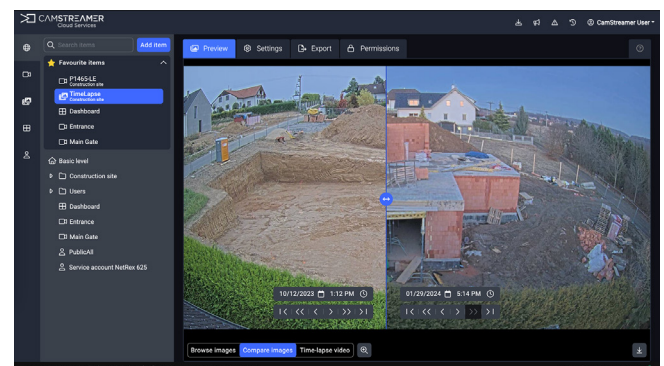 CAMSTREAMER
Cloud Services
CamStreamer User
Search items
Add item
Favourite items
P1465-LE
Construction site
TimeLapse
Construction site
Dashboard
Entrance
Main Gate
Basic level
Construction site
Users
Dashboard
Entrance
Main Gate
PublicAll
Service account NetRex 625
Preview
Settings
Export
Permissions
10/12/2023 1:12 PM
01/29/2024 5:14 PM
Browse images
Compare Images
Time-lapse video